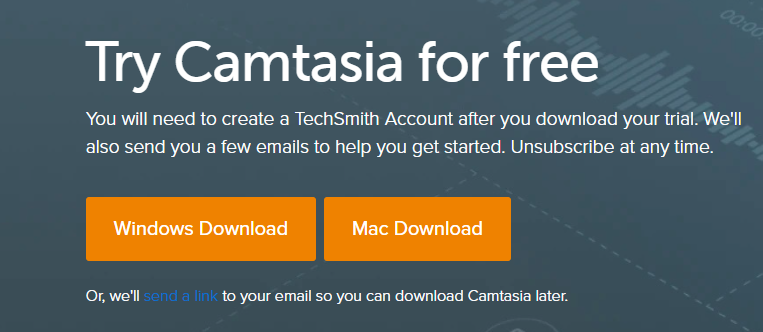 00:00:
Try Camtasia for free
You will need to create a TechSmith Account after you download your trial. We'll
also send you a few emails to help you get started. Unsubscribe at any time.
Windows Download
Mac Download
Or, we'll send a link to your email so you can download Camtasia later.